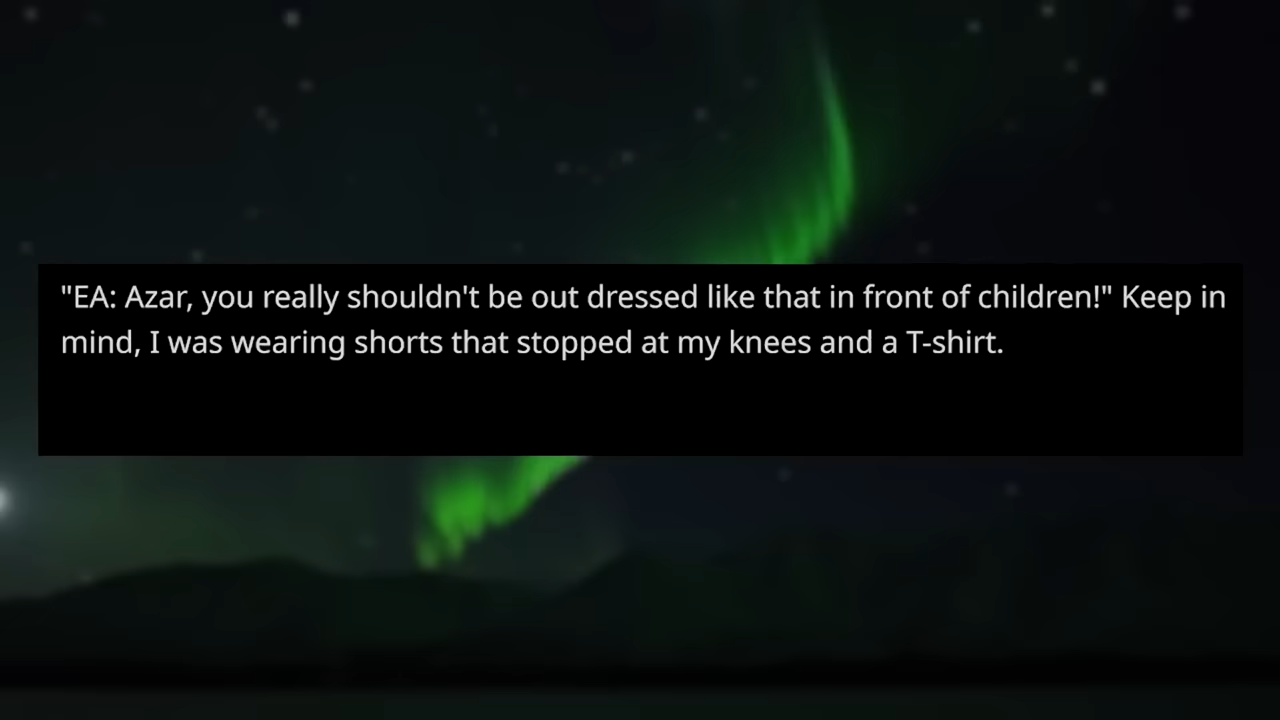 "EA: Azar, you really shouldn't be out dressed like that in front of children!" Keep in
mind, I was wearing shorts that stopped at my knees and a T-shirt.